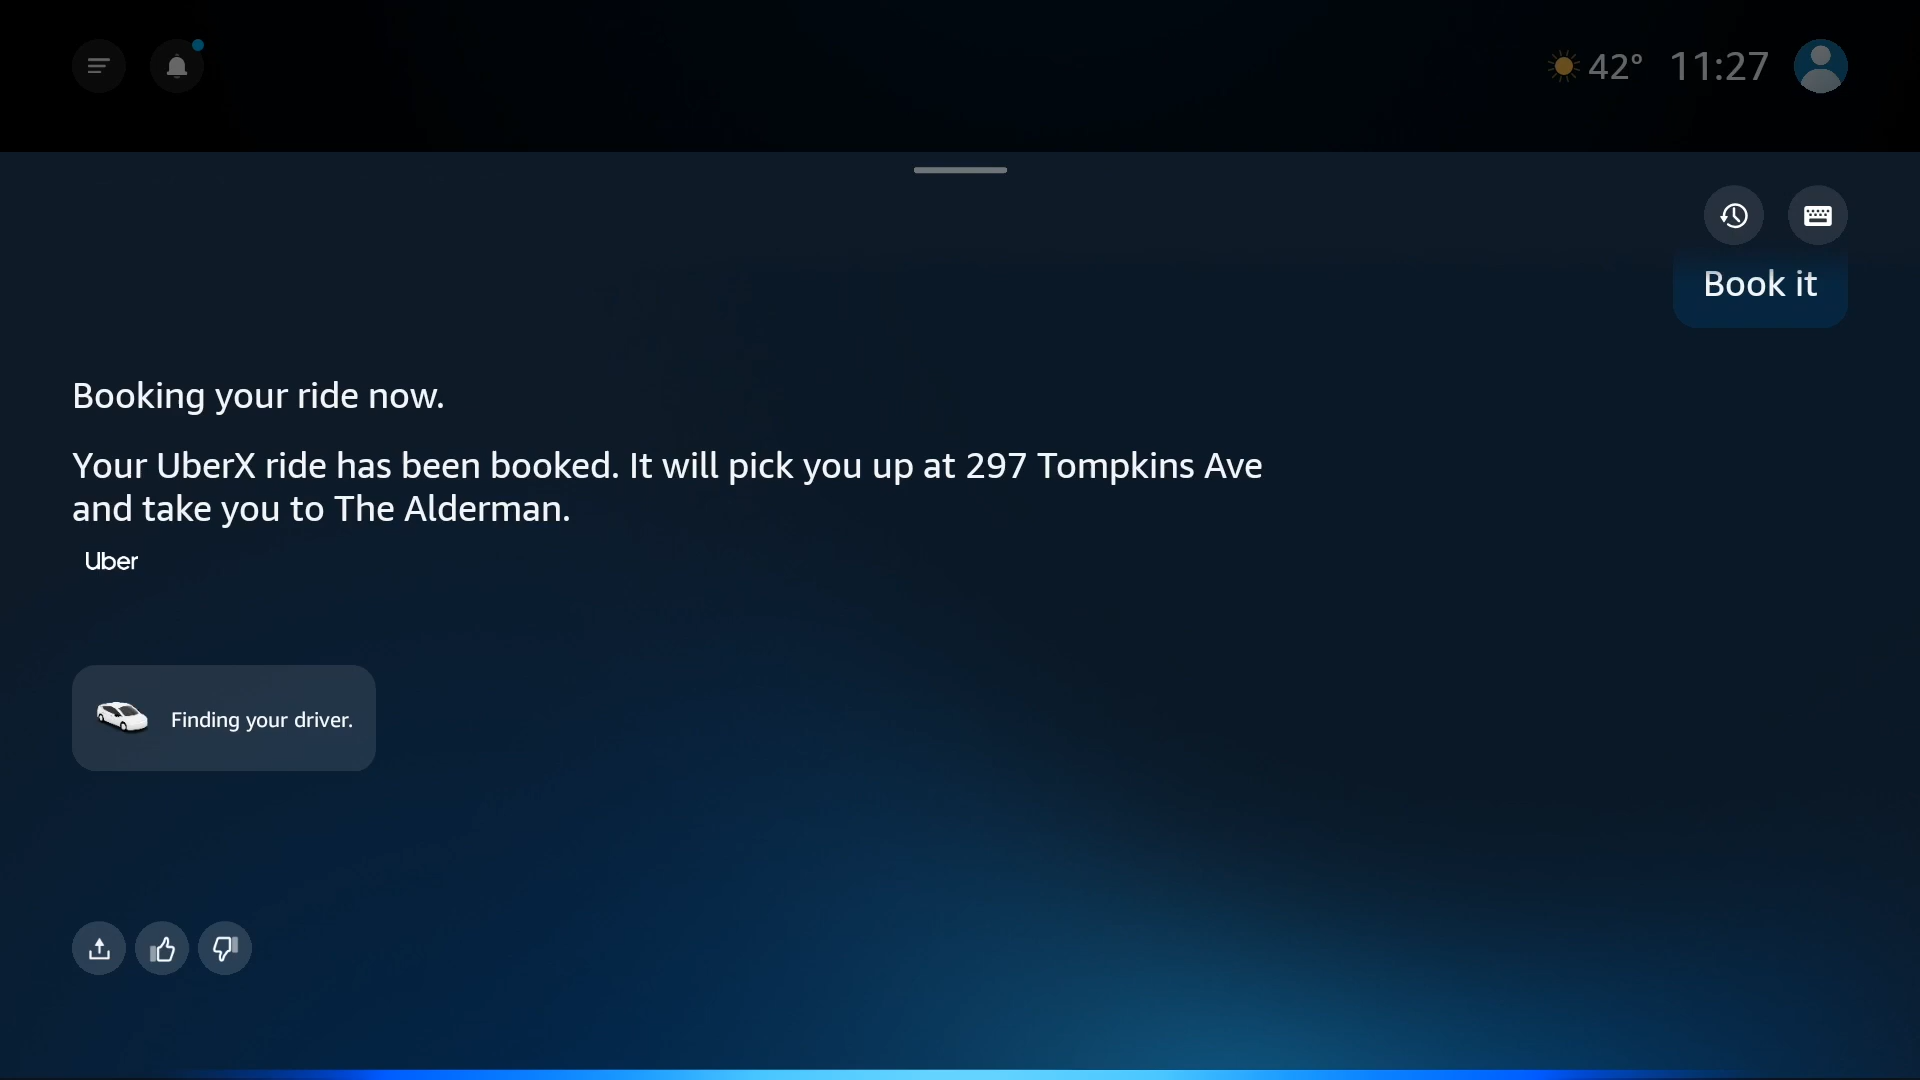 42° 11:27
Book it
Booking your ride now.
Your UberX ride has been booked. It will pick you up at 297 Tompkins Ave
and take you to The Alderman.
Uber
Finding your driver.